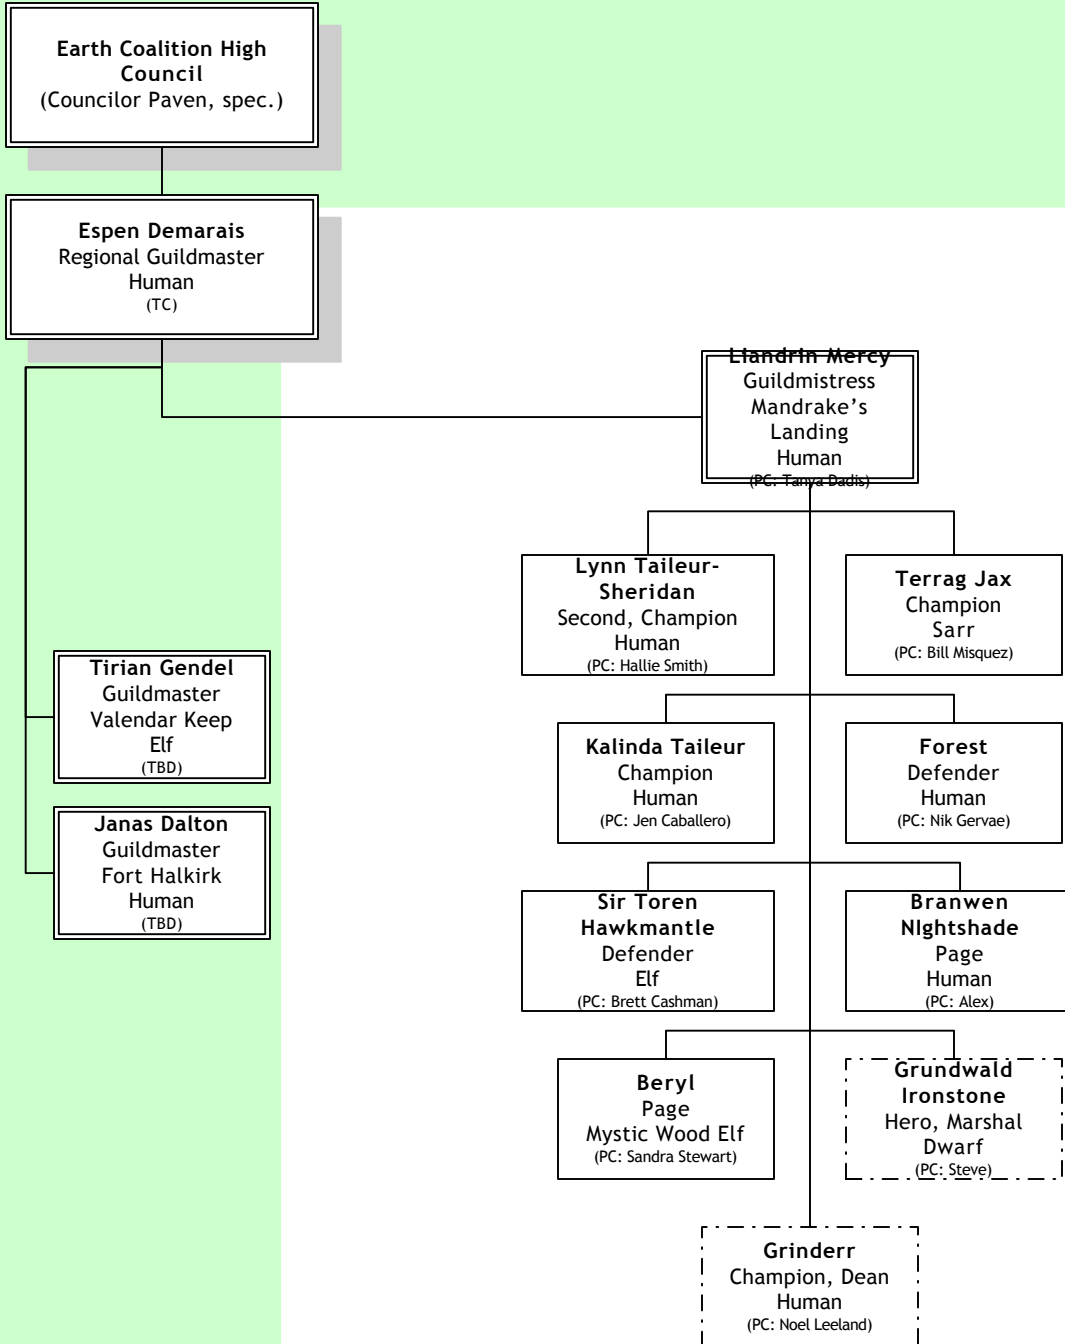 Earth Coalition High
Council
(Councilor Paven, spec.)
Espen Demarais
Regional Guildmaster
Human
(TC)
Liandrin Mercy
Guildmistress
Mandrake's
Landing
Human
(PC: Tanya Dadis)
Lynn Taileur-
Sheridan
Second, Champion
Human
(PC: Hallie Smith)
Terrag Jax
Champion
Sarr
(PC: Bill Misquez)
Tirian Gendel
Guildmaster
Valendar Keep
Elf
(TBD)
Kalinda Taileur
Champion
Human
(PC: Jen Caballero)
Forest
Defender
Human
(PC: Nik Gervae)
Janas Dalton
Guildmaster
Fort Halkirk
Human
(TBD)
Sir Toren
Hawkmantle
Defender
Elf
(PC: Brett Cashman)
Branwen
NIghtshade
Page
Human
(PC: Alex)
Beryl
Page
Mystic Wood Elf
(PC: Sandra Stewart)
Grundwald
Ironstone
Hero, Marshal
Dwarf
(PC: Steve)
Grinderr
Champion, Dean
Human
(PC: Noel Leeland)